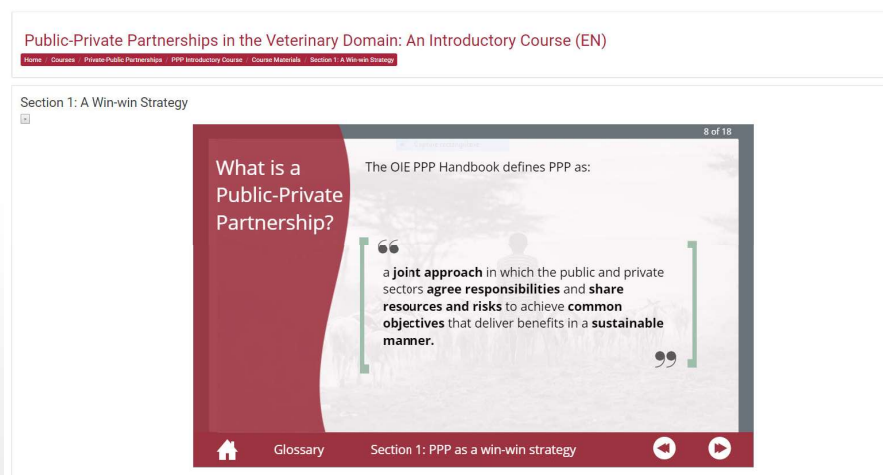 Public-Private Partnerships in the Veterinary Domain: An Introductory Course (EN)
Home / Courses / Private-Public Partnerships / PPP Introductory Course / Course Materials / Section 1: A Win-win Strategy
Section 1: A Win-win Strategy
8 of 18
What is a
Public-Private
Partnership?
The OIE PPP Handbook defines PPP as:
“
a joint approach in which the public and private
sectors agree responsibilities and share
resources and risks to achieve common
objectives that deliver benefits in a sustainable
manner.
”
Glossary
Section 1: PPP as a win-win strategy